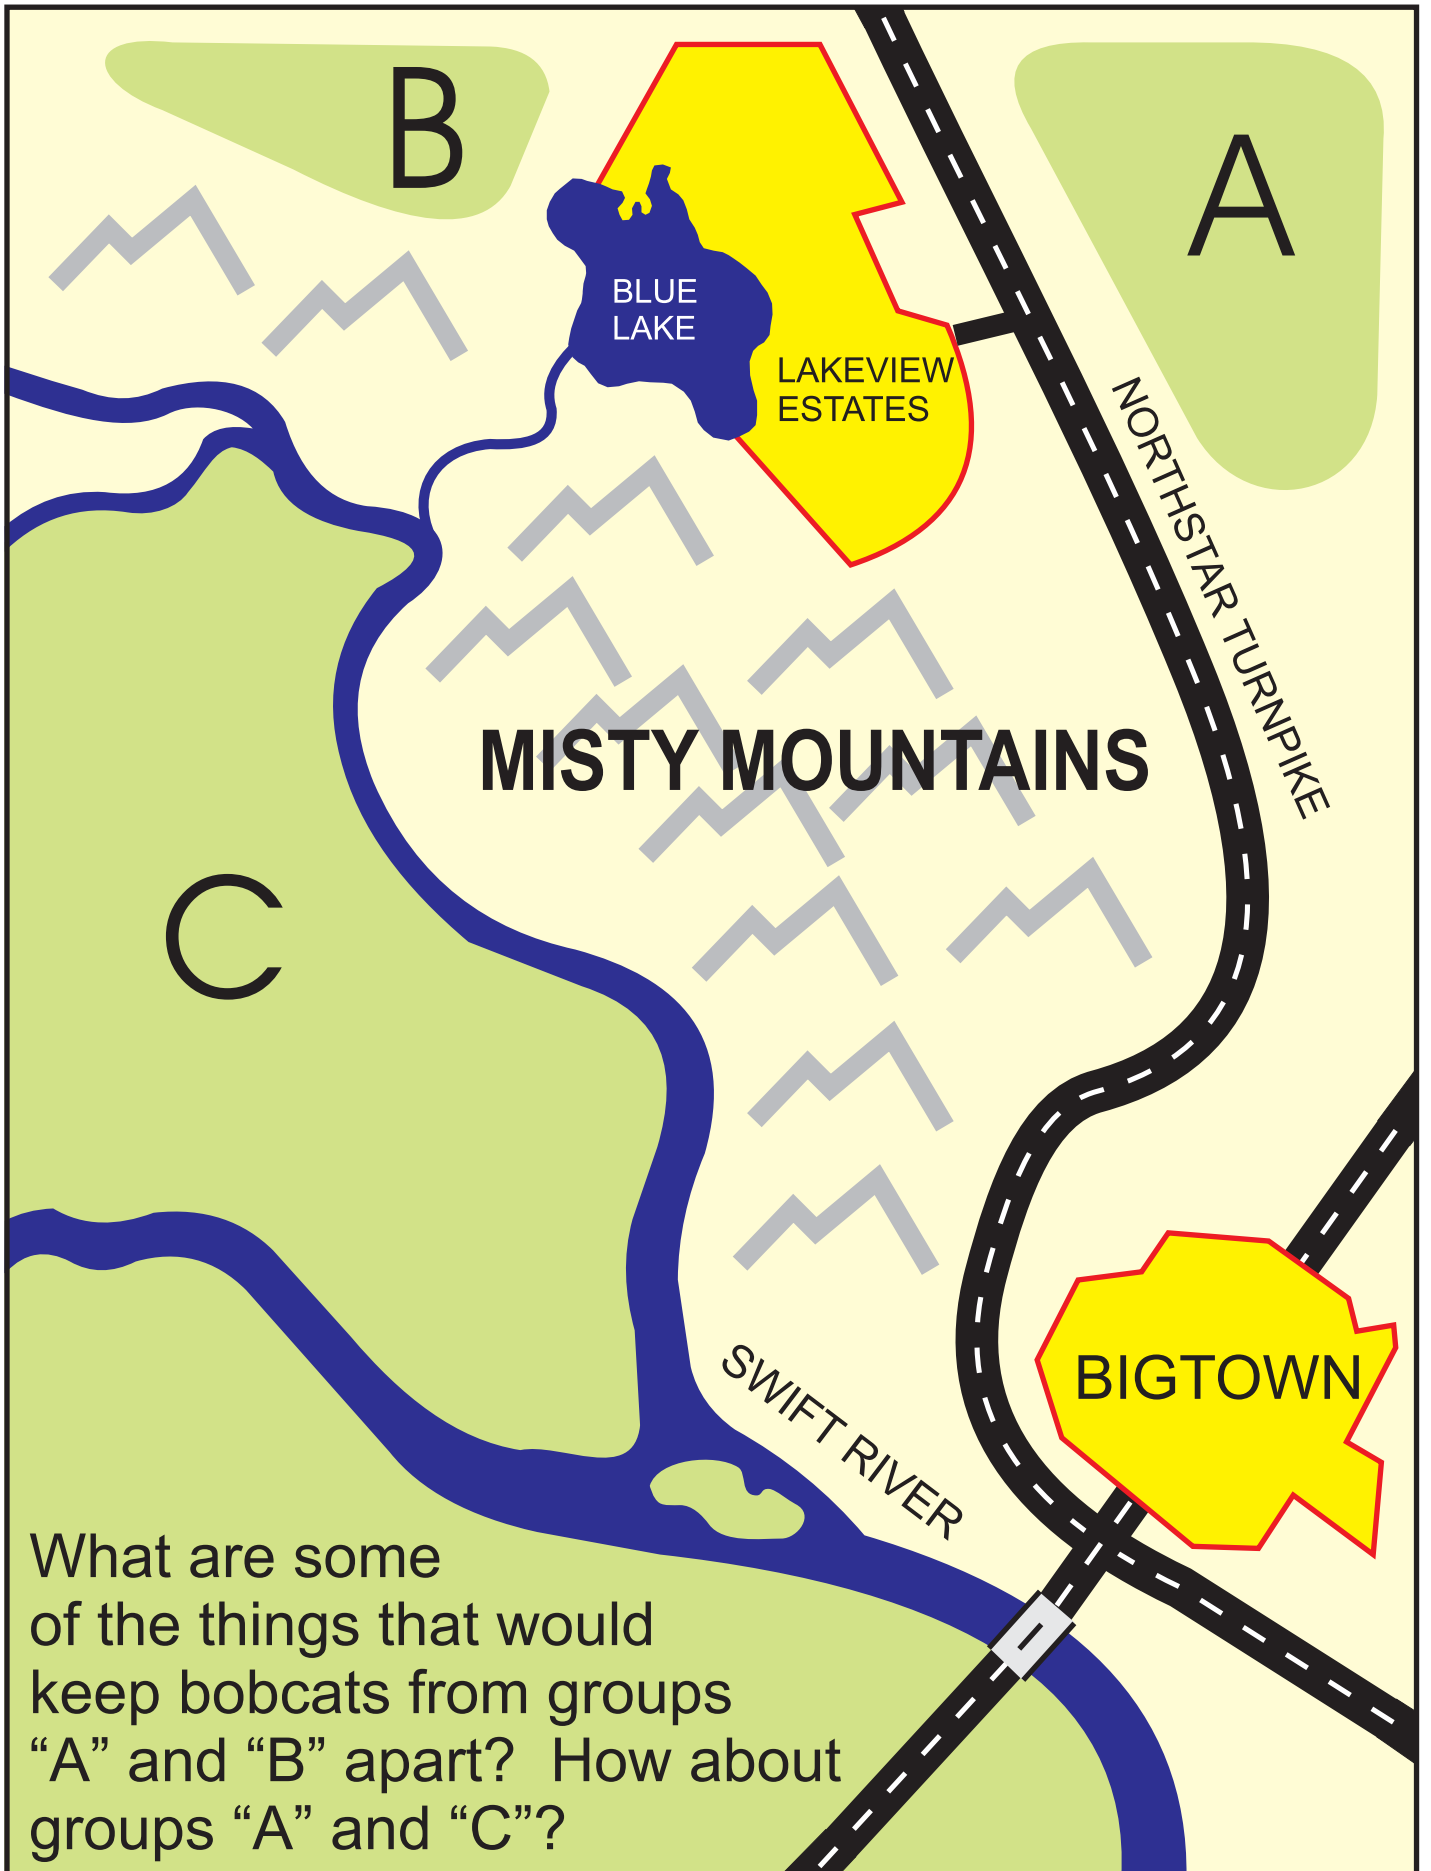 B
A
BLUE
LAKE
LAKEVIEW
ESTATES
NORTHSTAR TURNPIKE
MISTY MOUNTAINS
C
BIGTOWN
SWIFT RIVER
What are some
of the things that would
keep bobcats from groups
“A” and “B” apart?  How about
groups “A” and “C”?